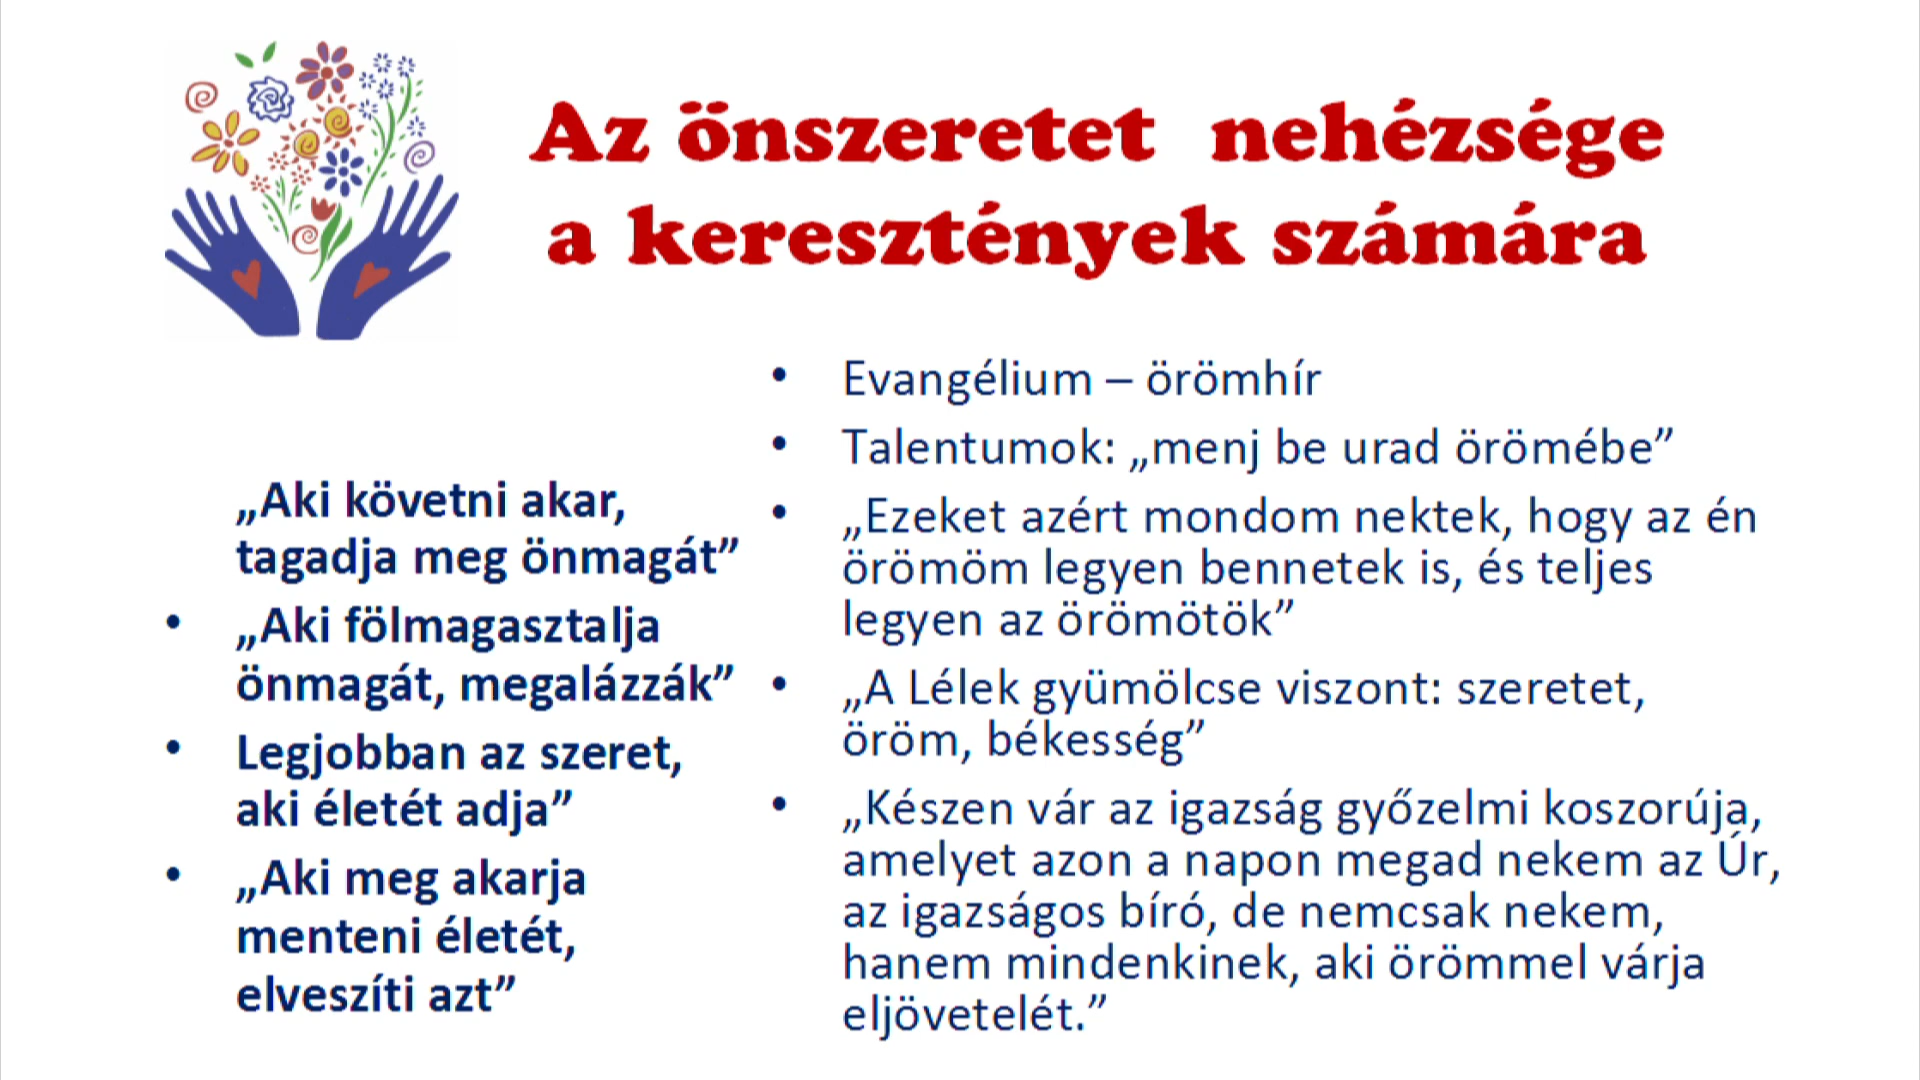 Az önszeretet nehézsége
a keresztények számára
„Aki követni akar,
tagadja meg önmagát”
• „Aki fölmagasztalja
önmagát, megalázzák”
• Legjobban az szeret,
aki életét adja”
• „Aki meg akarja
menteni életét,
elveszíti azt”
• Evangélium – örömhír
• Talentumok: „menj be urad örömébe”
• „Ezeket azért mondom nektek, hogy az én
örömöm legyen bennetek is, és teljes
legyen az örömötök”
• „A Lélek gyümölcse viszont: szeretet,
öröm, békesség”
• „Készen vár az igazság győzelmi koszorúja,
amelyet azon a napon megad nekem az Úr,
az igazságos bíró, de nemcsak nekem,
hanem mindenkinek, aki örömmel várja
eljövetelét.”